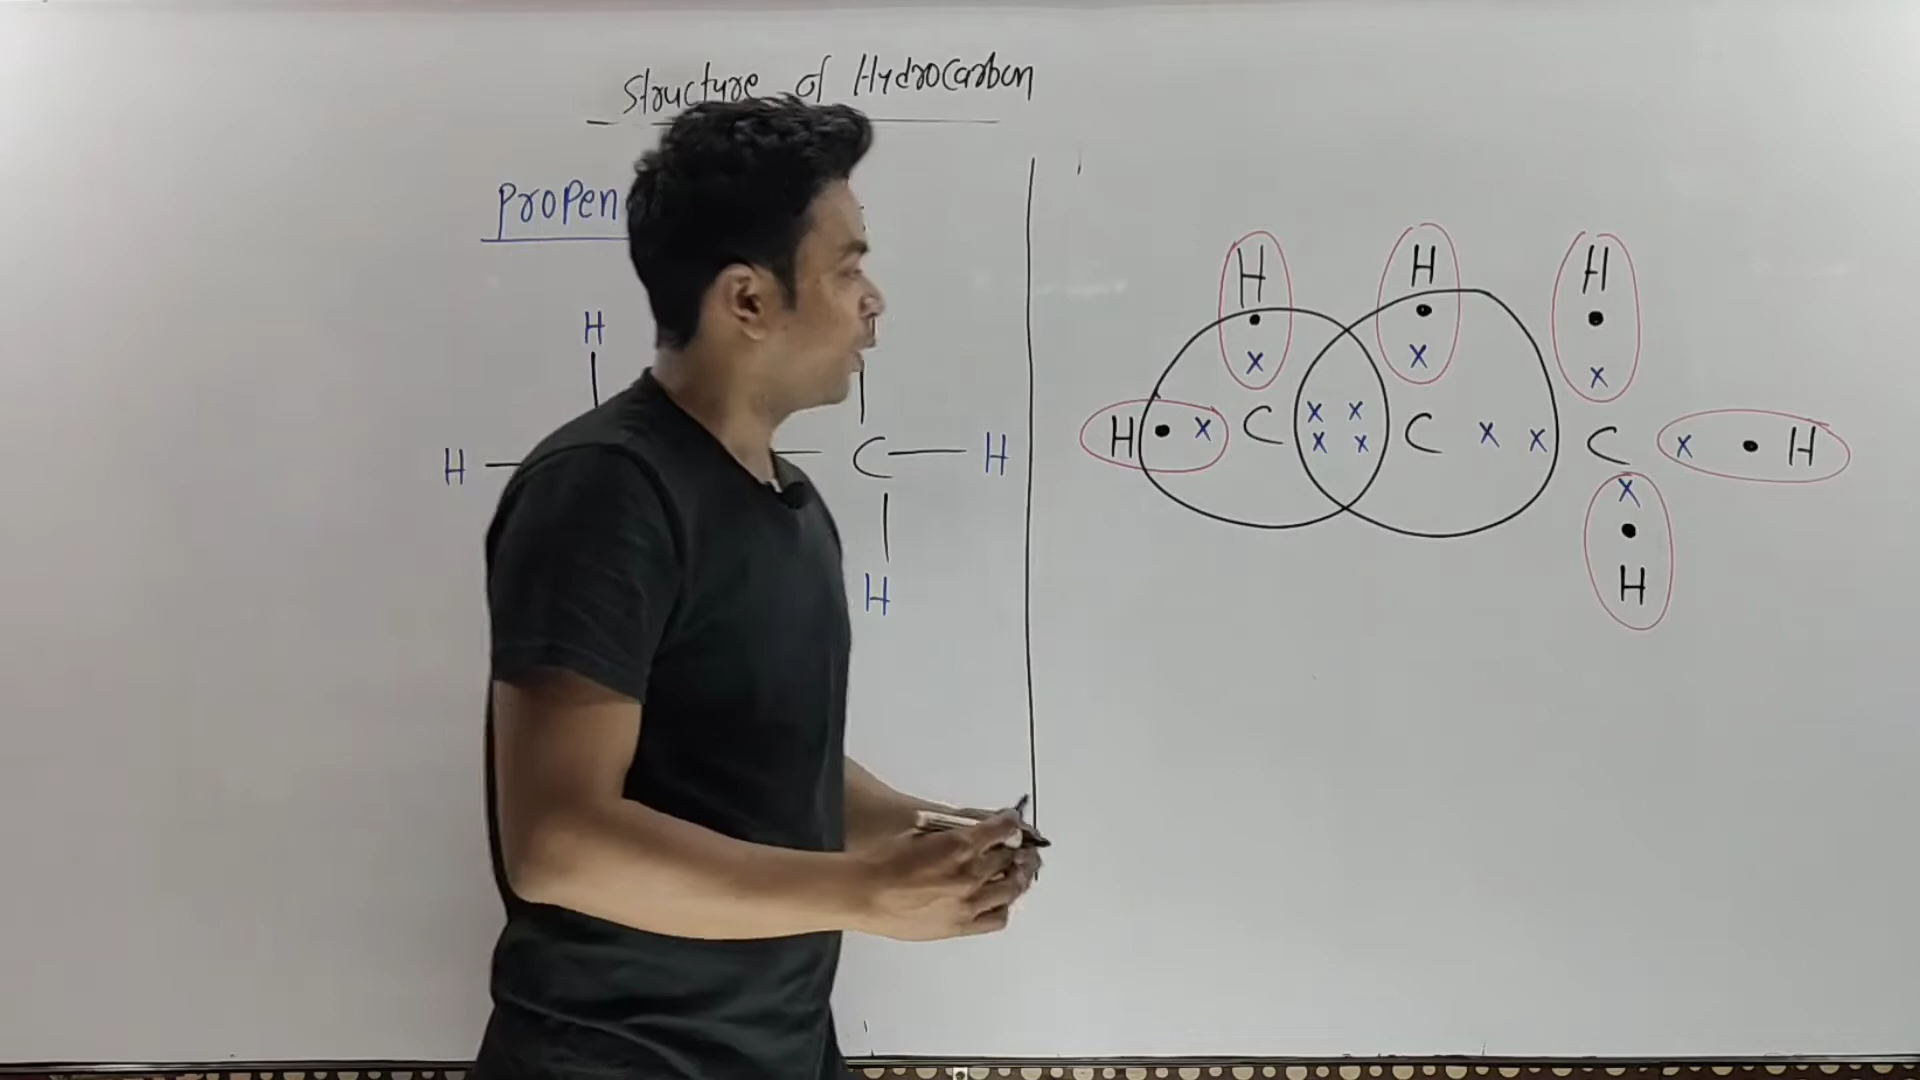 Structure of Hydrocarbon
Propen
H
H C H
H
H H H
x x x
H • x C x x C x x C x • H
x x x
•
H